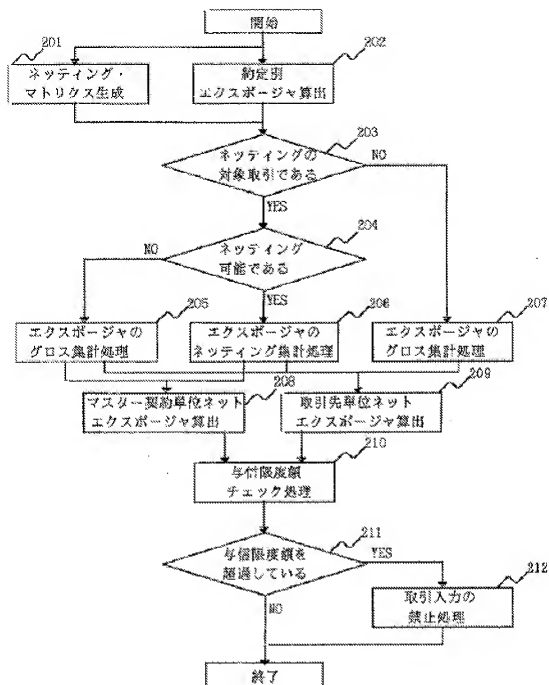 開始
201
ネッティング・
マトリクス生成
202
約定別
エクスポージャ算出
203
ネッティングの
対象取引である
NO
YES
204
ネッティング
可能である
NO
YES
205
エクスポージャの
グロス集計処理
206
エクスポージャの
ネッティング集計処理
207
エクスポージャの
グロス集計処理
208
マスター契約単位ネット
エクスポージャ算出
209
取引先単位ネット
エクスポージャ算出
210
与信限度額
チェック処理
211
与信限度額を
超過している
YES
NO
212
取引入力の
禁止処理
終了